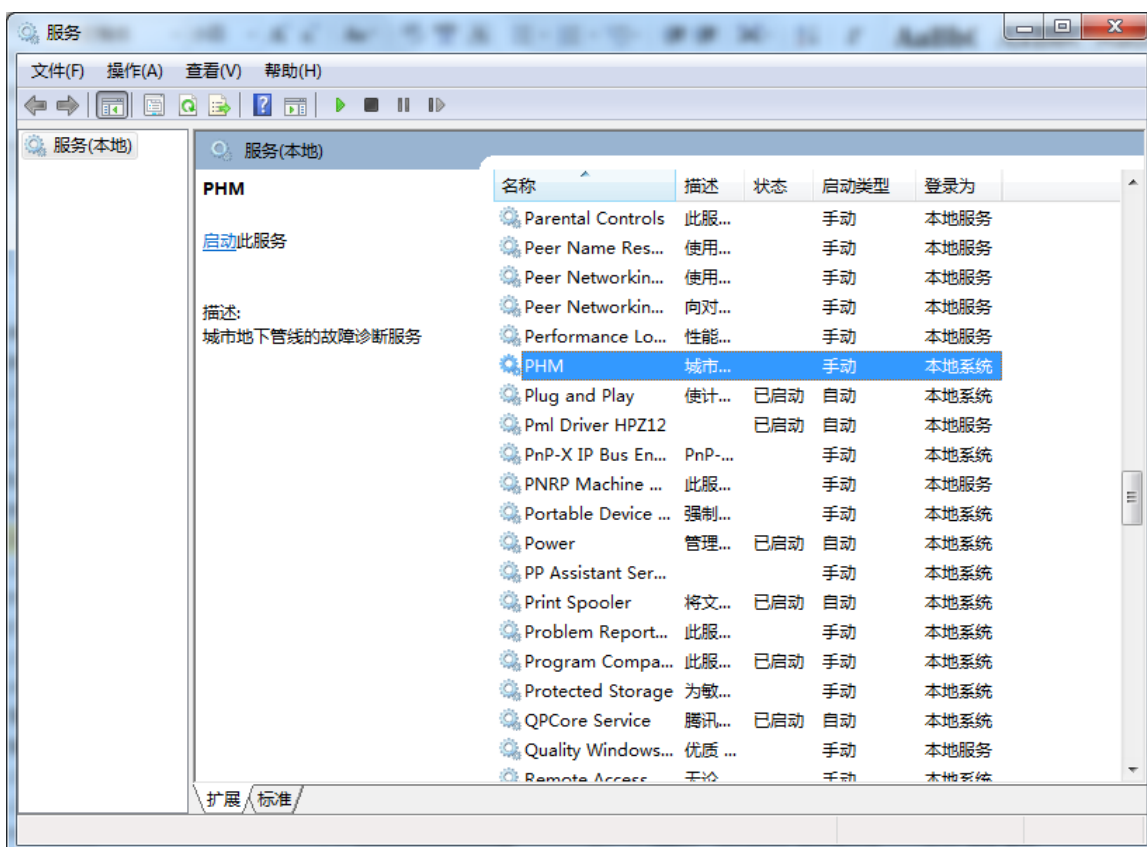 服务
文件(F) 操作(A) 查看(V) 帮助(H)
服务(本地)
服务(本地)
PHM
启动此服务
描述:
城市地下管线的故障诊断服务
名称 描述 状态 启动类型 登录为
Parental Controls 此服... 手动 本地服务
Peer Name Res... 使用... 手动 本地服务
Peer Networkin... 使用... 手动 本地服务
Peer Networkin... 向对... 手动 本地服务
Performance Lo... 性能... 手动 本地服务
PHM 城市... 手动 本地系统
Plug and Play 使计... 已启动 自动 本地系统
Pml Driver HPZ12 已启动 自动 本地服务
PnP-X IP Bus En... PnP-... 手动 本地系统
PNRP Machine ... 此服... 手动 本地服务
Portable Device ... 强制... 手动 本地系统
Power 管理... 已启动 自动 本地系统
PP Assistant Ser... 手动 本地系统
Print Spooler 将文... 已启动 自动 本地系统
Problem Report... 此服... 手动 本地系统
Program Compa... 此服... 已启动 手动 本地系统
Protected Storage 为敏... 手动 本地系统
QPCore Service 腾讯... 已启动 自动 本地系统
Quality Windows... 优质 ... 手动 本地服务
Remote Access 无论 手动 本地系统
扩展 标准